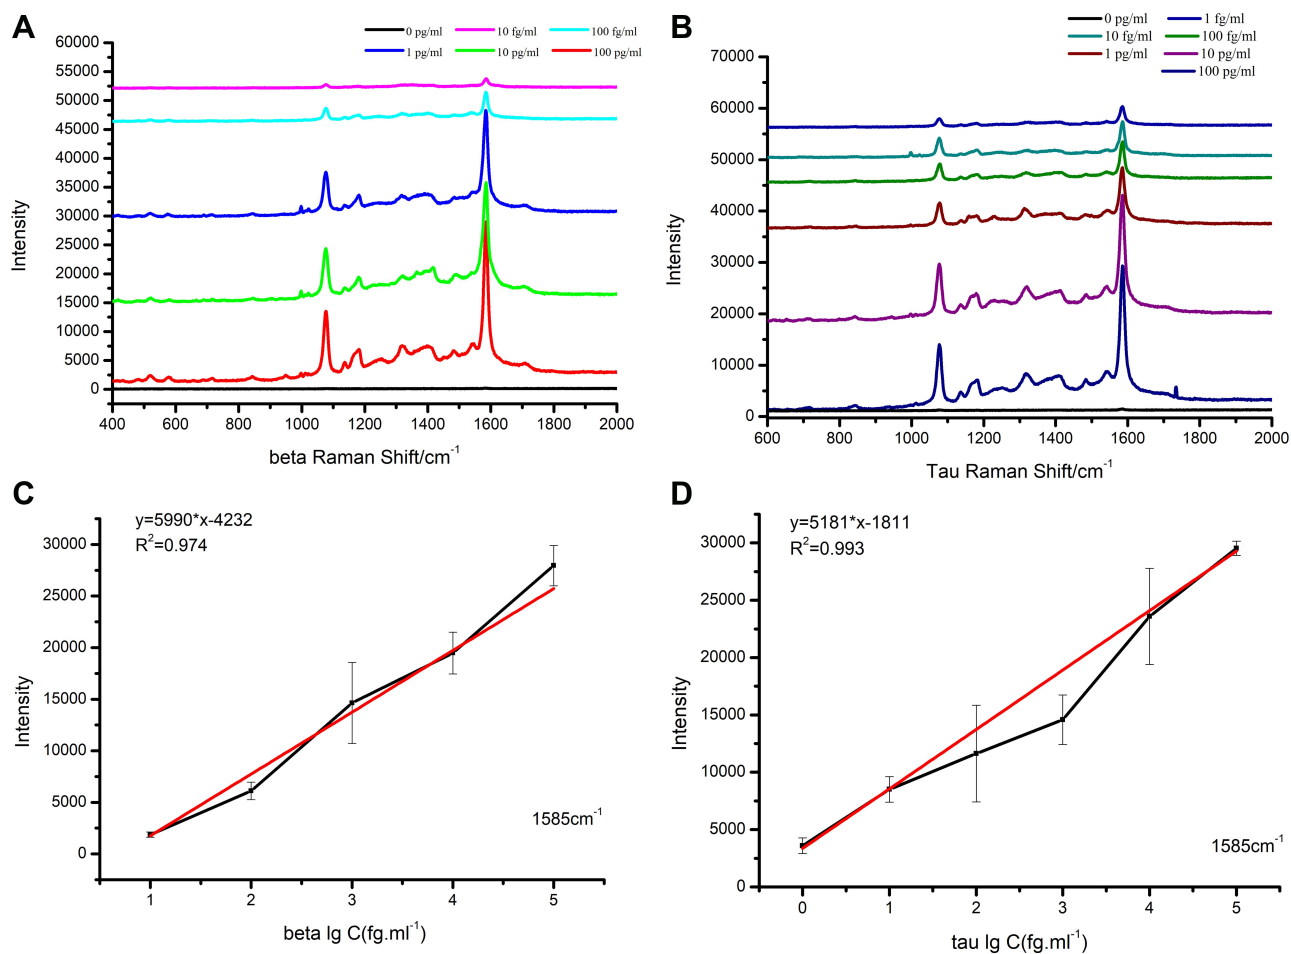 A
0 pg/ml 10 fg/ml 100 fg/ml
1 pg/ml 10 pg/ml 100 pg/ml
60000
55000
50000
45000
40000
35000
30000
25000
20000
15000
10000
5000
0
Intensity
400 600 800 1000 1200 1400 1600 1800 2000
beta Raman Shift/cm⁻¹
B
0 pg/ml 1 fg/ml
10 fg/ml 100 fg/ml
1 pg/ml 10 pg/ml
100 pg/ml
70000
60000
50000
40000
30000
20000
10000
0
Intensity
600 800 1000 1200 1400 1600 1800 2000
Tau Raman Shift/cm⁻¹
C
y=5990*x-4232
R²=0.974
30000
25000
20000
15000
10000
5000
0
Intensity
1585cm⁻¹
1 2 3 4 5
beta lg C(fg.ml⁻¹)
D
y=5181*x-1811
R²=0.993
30000
25000
20000
15000
10000
5000
0
Intensity
1585cm⁻¹
0 1 2 3 4 5
tau lg C(fg.ml⁻¹)